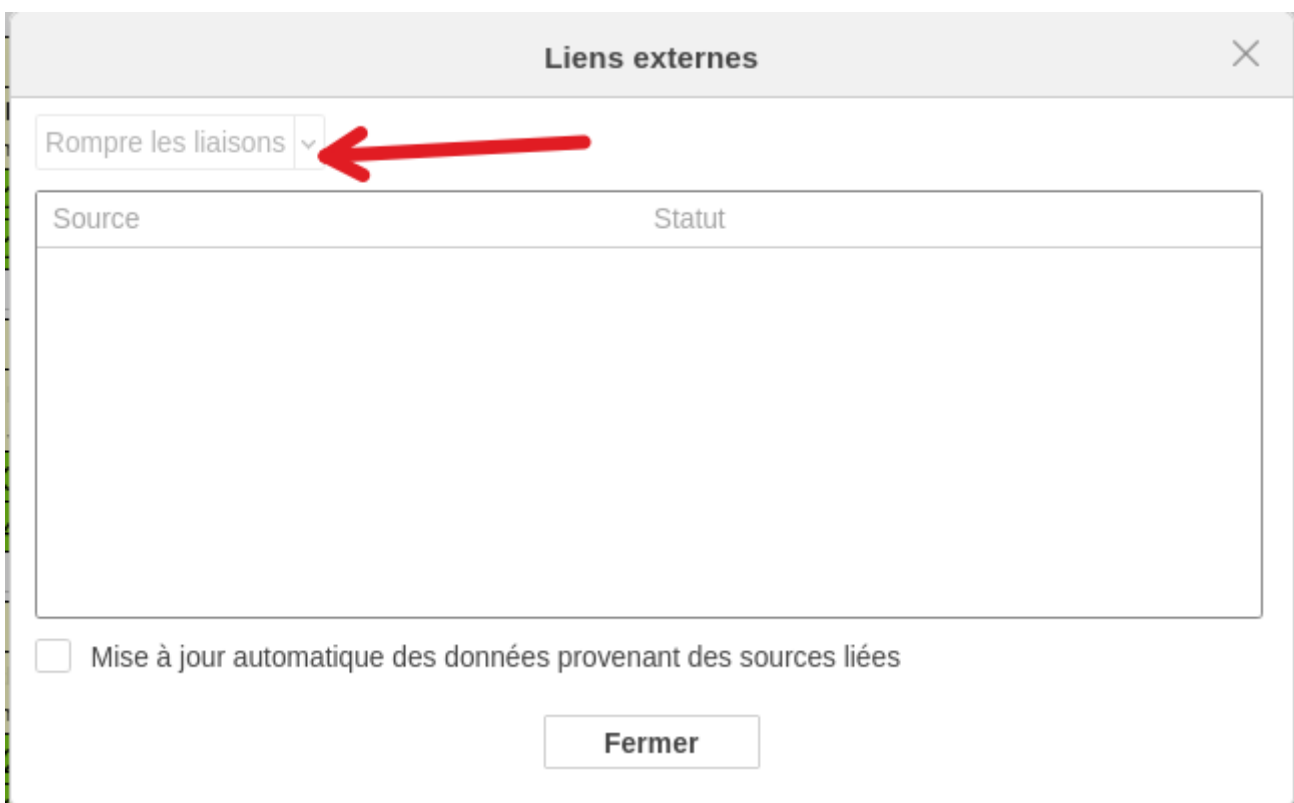 Liens externes
Rompre les liaisons
Source Statut
Mise à jour automatique des données provenant des sources liées
Fermer